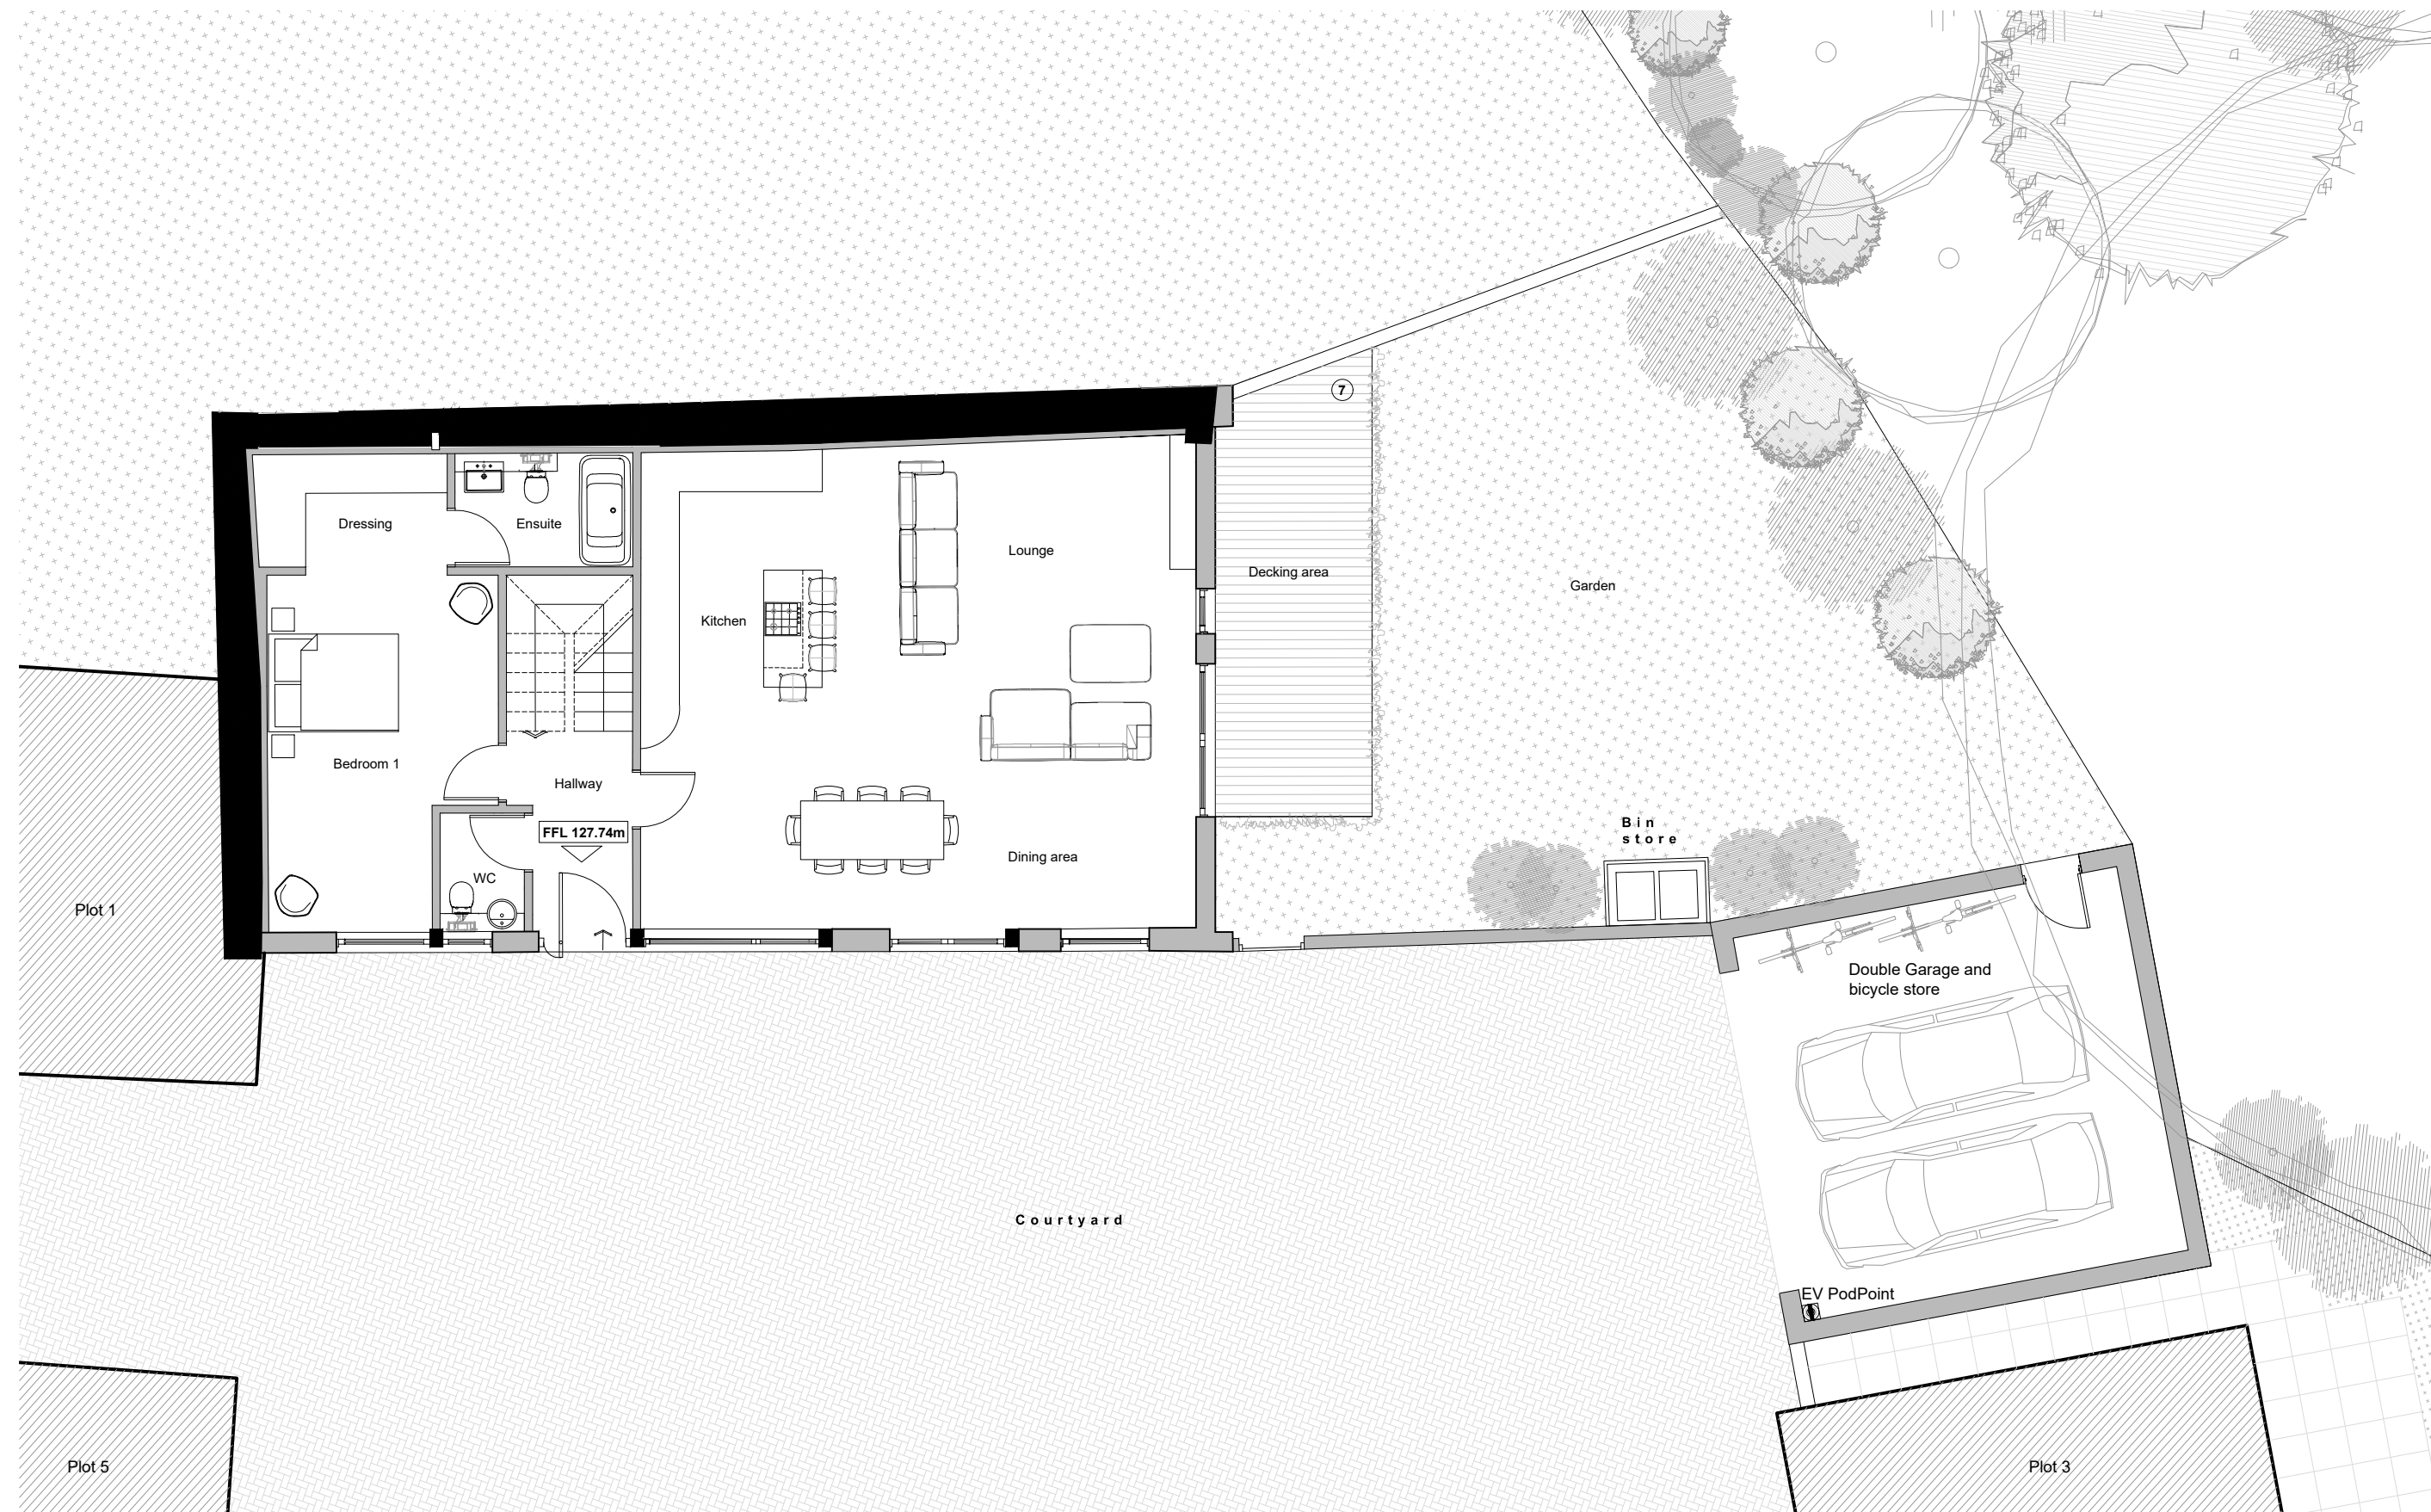 7
Dressing
Ensuite
Lounge
Decking area
Garden
Kitchen
Bedroom 1
Hallway
FFL 127.74m
Bin
store
Dining area
WC
Plot 1
Double Garage and
bicycle store
Courtyard
EV PodPoint
Plot 5
Plot 3